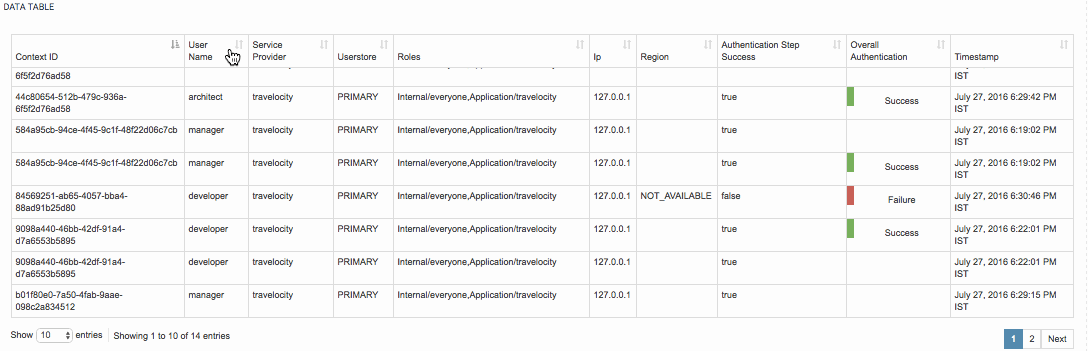 DATA TABLE
Context ID User Name Service Provider Userstore Roles Ip Region Authentication Step Success Overall Authentication Timestamp
6f5f2d76ad58 IST
44c80654-512b-479c-936a-6f5f2d76ad58 architect travelocity PRIMARY Internal/everyone,Application/travelocity 127.0.0.1 true Success July 27, 2016 6:29:42 PM IST
584a95cb-94ce-4f45-9c1f-48f22d06c7cb manager travelocity PRIMARY Internal/everyone,Application/travelocity 127.0.0.1 true July 27, 2016 6:19:02 PM IST
584a95cb-94ce-4f45-9c1f-48f22d06c7cb manager travelocity PRIMARY Internal/everyone,Application/travelocity 127.0.0.1 true Success July 27, 2016 6:19:02 PM IST
84569251-ab65-4057-bba4-88ad91b25d80 developer travelocity PRIMARY Internal/everyone,Application/travelocity 127.0.0.1 NOT_AVAILABLE false Failure July 27, 2016 6:30:46 PM IST
9098a440-46bb-42df-91a4-d7a6553b5895 developer travelocity PRIMARY Internal/everyone,Application/travelocity 127.0.0.1 true Success July 27, 2016 6:22:01 PM IST
9098a440-46bb-42df-91a4-d7a6553b5895 developer travelocity PRIMARY Internal/everyone,Application/travelocity 127.0.0.1 true July 27, 2016 6:22:01 PM IST
b01f80e0-7a50-4fab-9aae-098c2a834512 manager travelocity PRIMARY Internal/everyone,Application/travelocity 127.0.0.1 true July 27, 2016 6:29:15 PM IST
Show 10 entries Showing 1 to 10 of 14 entries 1 2 Next